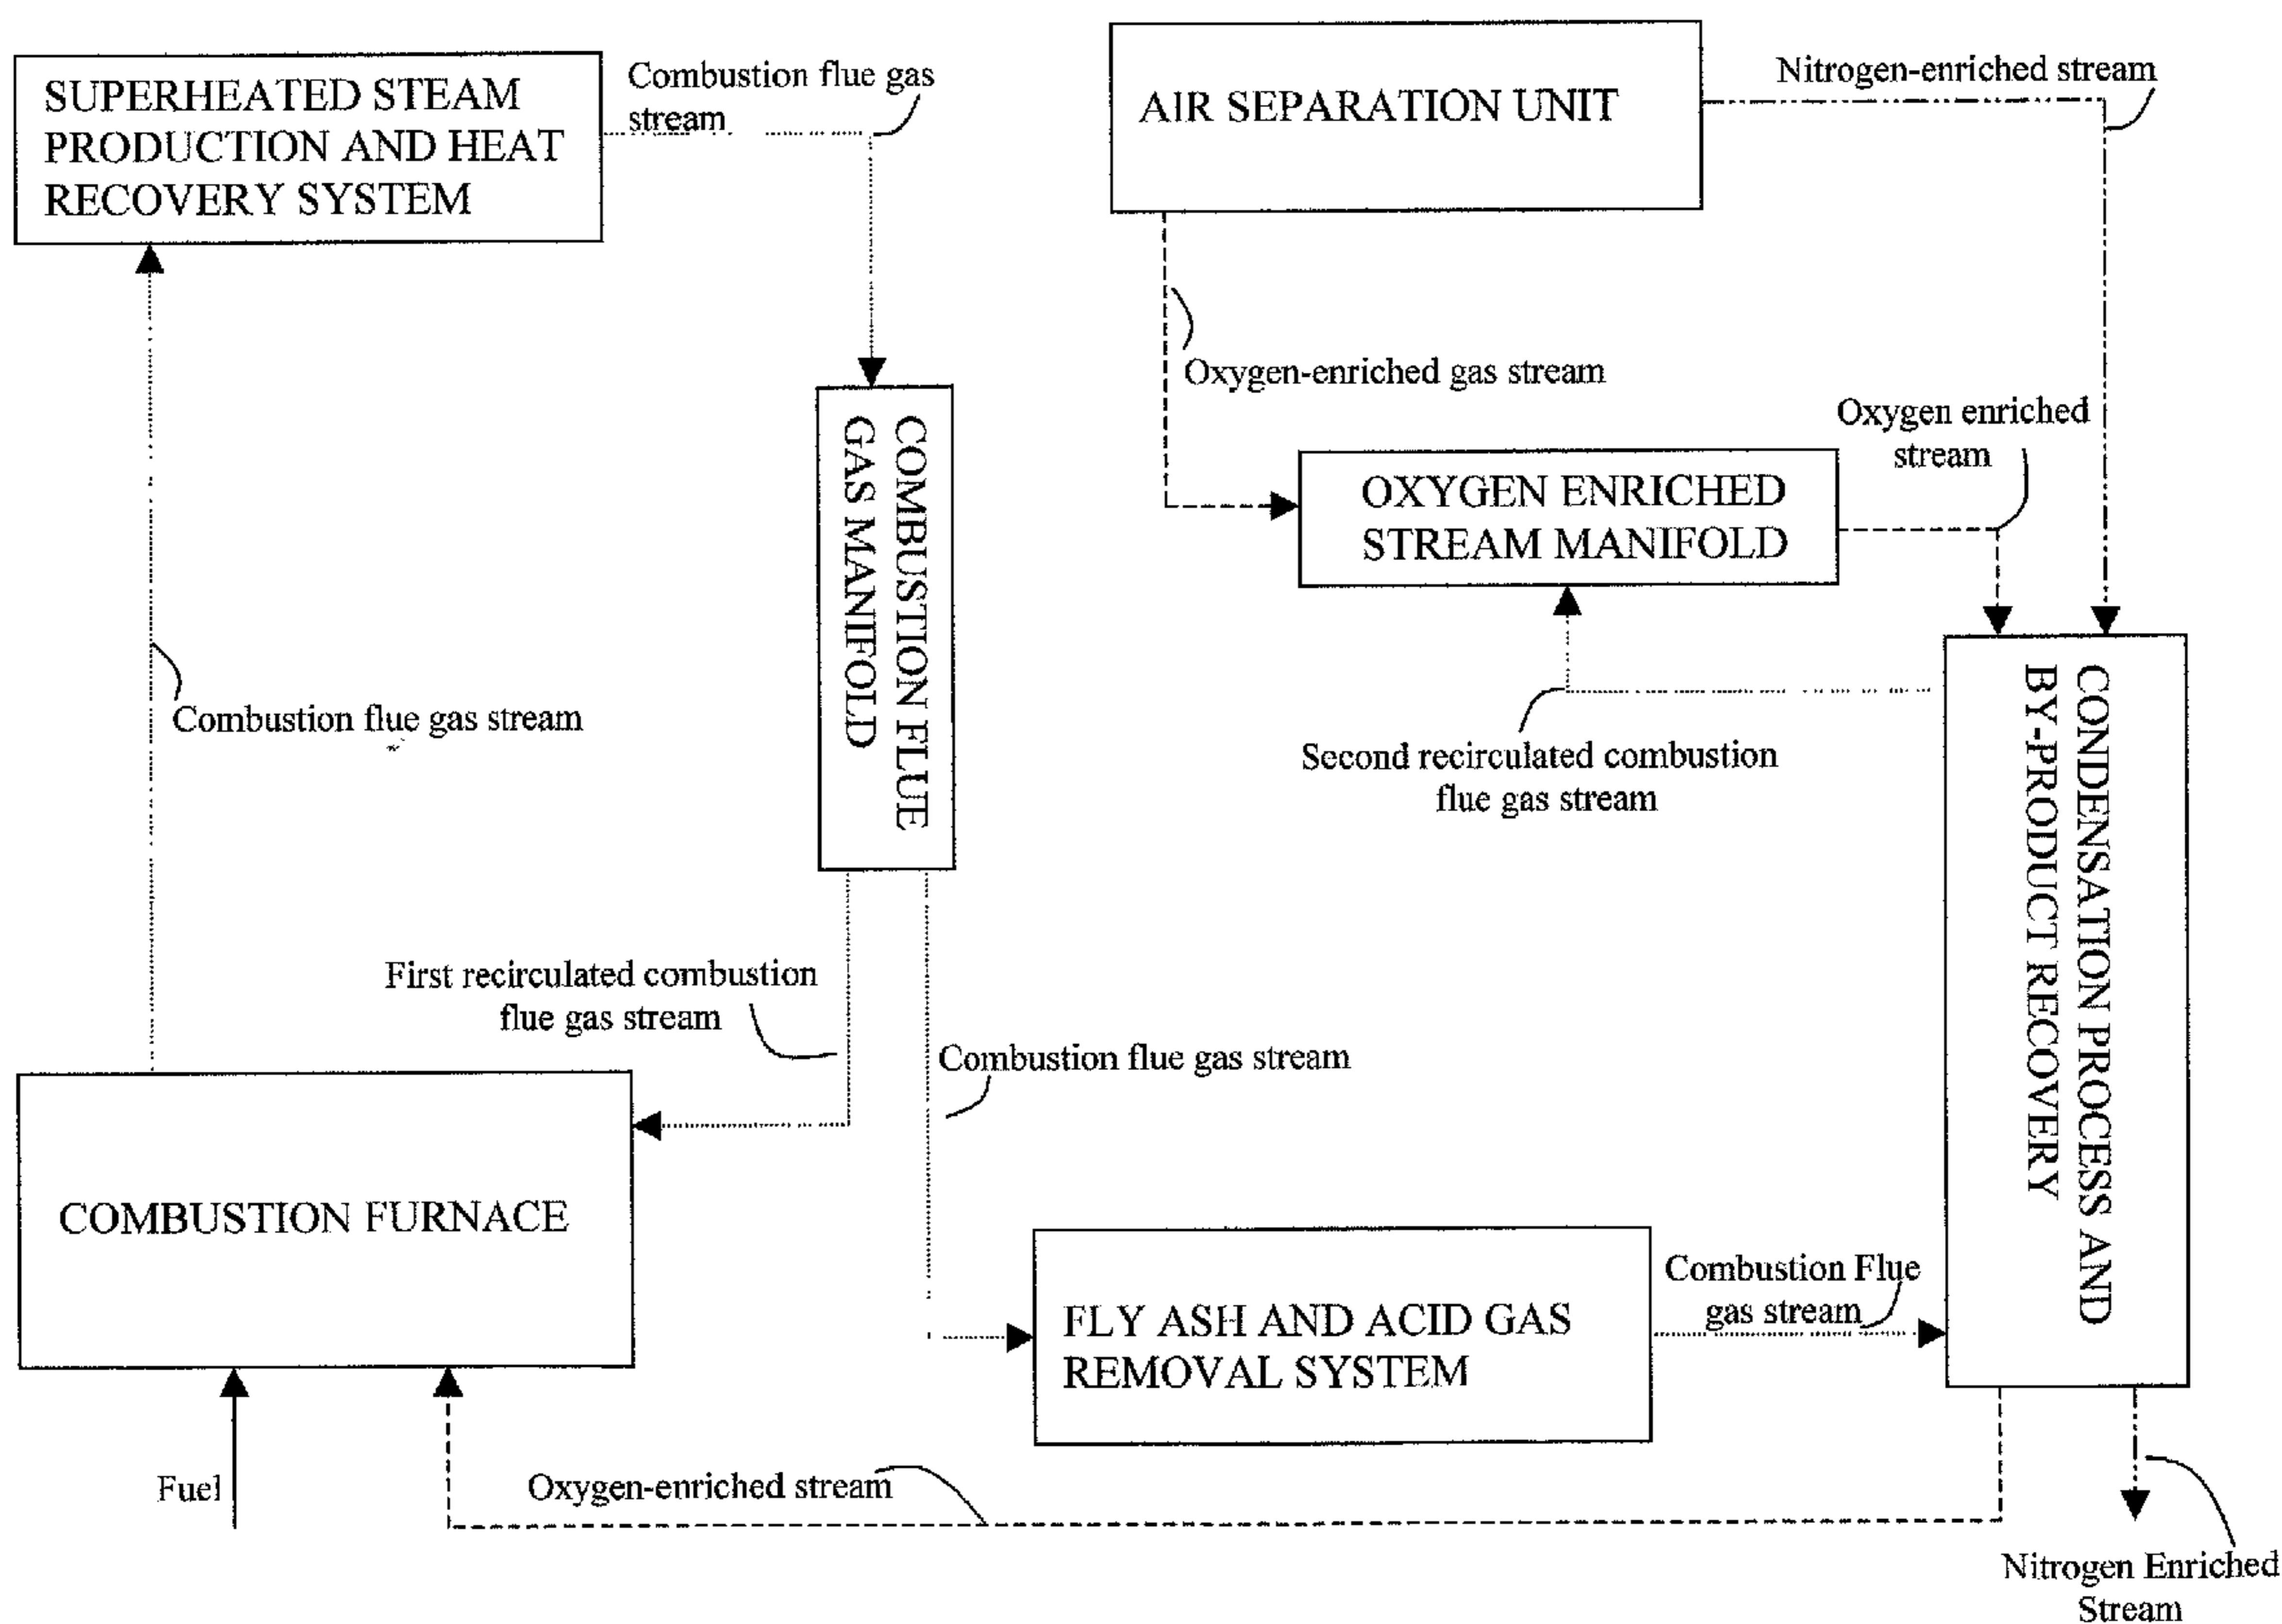 SUPERHEATED STEAM
PRODUCTION AND HEAT
RECOVERY SYSTEM
Combustion flue gas
stream
AIR SEPARATION UNIT
Nitrogen-enriched stream
Oxygen-enriched gas stream
Oxygen enriched
stream
COMBUSTION FLUE
GAS MANIFOLD
OXYGEN ENRICHED
STREAM MANIFOLD
Combustion flue gas stream
Second recirculated combustion
flue gas stream
CONDENSATION PROCESS AND
BY-PRODUCT RECOVERY
First recirculated combustion
flue gas stream
Combustion flue gas stream
COMBUSTION FURNACE
FLY ASH AND ACID GAS
REMOVAL SYSTEM
Combustion Flue
gas stream
Fuel
Oxygen-enriched stream
Nitrogen Enriched
Stream